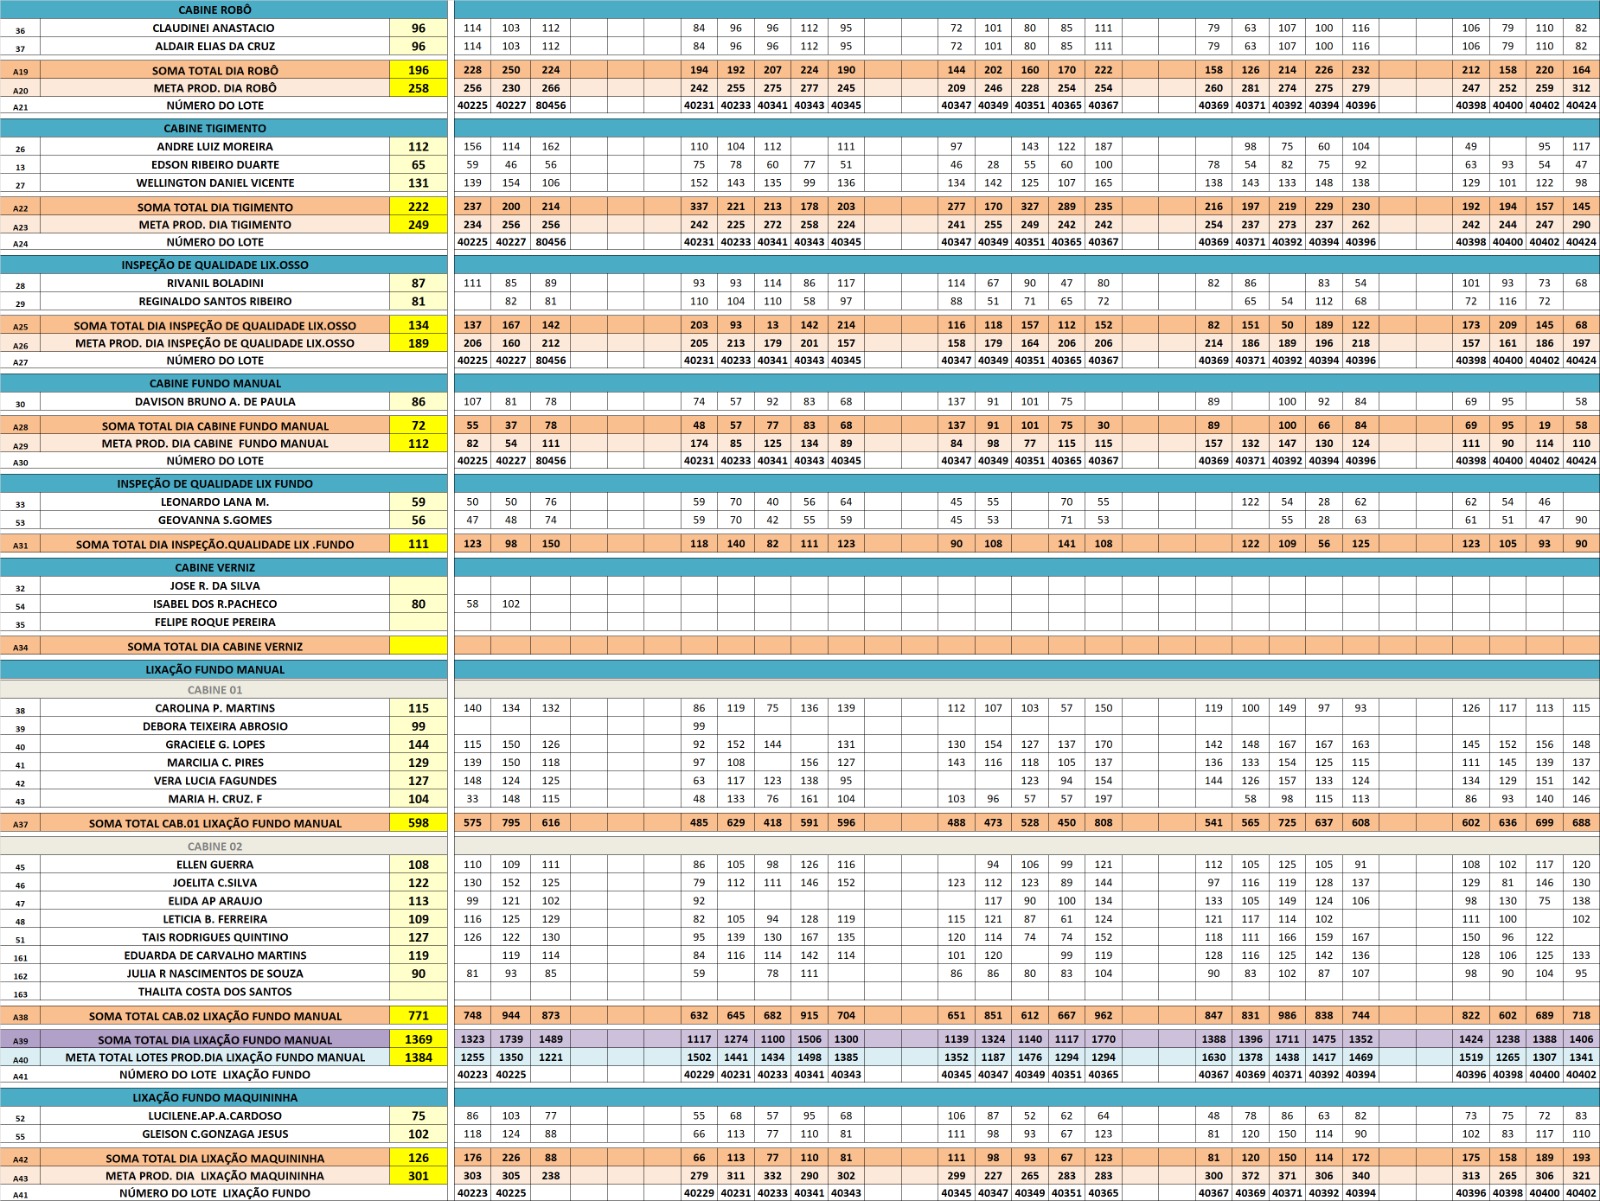 CABINE ROBÔ
36 CLAUDINEI ANASTACIO 96 114 103 112 84 96 96 112 95 72 101 80 85 111 79 63 107 100 116 106 79 110 82
37 ALDAIR ELIAS DA CRUZ 96 114 103 112 84 96 96 112 95 72 101 80 85 111 79 63 107 100 116 106 79 110 82
A19 SOMA TOTAL DIA ROBÔ 196 228 250 224 194 192 207 224 190 144 202 160 170 222 158 126 214 226 232 212 158 220 164
A20 META PROD. DIA ROBÔ 258 256 230 266 242 255 275 277 245 209 246 228 254 254 260 281 274 275 279 247 252 259 312
A21 NÚMERO DO LOTE 40225 40227 80456 40231 40233 40341 40343 40345 40347 40349 40351 40365 40367 40369 40371 40392 40394 40396 40398 40400 40402 40424
CABINE TIGIMENTO
26 ANDRE LUIZ MOREIRA 112 156 114 162 110 104 112 111 97 143 122 187 98 75 60 104 49 95 117
13 EDSON RIBEIRO DUARTE 65 59 46 56 75 78 60 77 51 46 28 55 60 100 78 54 82 75 92 63 93 54 47
27 WELLINGTON DANIEL VICENTE 131 139 154 106 152 143 135 99 136 134 142 125 107 165 138 143 133 148 138 129 101 122 98
A22 SOMA TOTAL DIA TIGIMENTO 222 237 200 214 337 221 213 178 203 277 170 327 289 235 216 197 219 229 230 192 194 157 145
A23 META PROD. DIA TIGIMENTO 249 234 256 256 242 225 272 258 224 241 255 249 242 242 254 237 273 237 262 242 244 247 290
A24 NÚMERO DO LOTE 40225 40227 80456 40231 40233 40341 40343 40345 40347 40349 40351 40365 40367 40369 40371 40392 40394 40396 40398 40400 40402 40424
INSPEÇÃO DE QUALIDADE LIX.OSSO
28 RIVANIL BOLADINI 87 111 85 89 93 93 114 86 117 114 67 90 47 80 82 86 83 54 101 93 73 68
29 REGINALDO SANTOS RIBEIRO 81 82 81 110 104 110 58 97 88 51 71 65 72 65 54 112 68 72 116 72
A25 SOMA TOTAL DIA INSPEÇÃO DE QUALIDADE LIX.OSSO 134 137 167 142 203 93 13 142 214 116 118 157 112 152 82 151 50 189 122 173 209 145 68
A26 META PROD. DIA INSPEÇÃO DE QUALIDADE LIX.OSSO 189 206 160 212 205 213 179 201 157 158 179 164 206 206 214 186 189 196 218 157 161 186 197
A27 NÚMERO DO LOTE 40225 40227 80456 40231 40233 40341 40343 40345 40347 40349 40351 40365 40367 40369 40371 40392 40394 40396 40398 40400 40402 40424
CABINE FUNDO MANUAL
30 DAVISON BRUNO A. DE PAULA 86 107 81 78 74 57 92 83 68 137 91 101 75 89 100 92 84 69 95 58
A28 SOMA TOTAL DIA CABINE FUNDO MANUAL 72 55 37 78 48 57 77 83 68 137 91 101 75 30 89 100 66 84 69 95 19 58
A29 META PROD. DIA CABINE FUNDO MANUAL 112 82 54 111 174 85 125 134 89 84 98 77 115 115 157 132 147 130 124 111 90 114 110
A30 NÚMERO DO LOTE 40225 40227 80456 40231 40233 40341 40343 40345 40347 40349 40351 40365 40367 40369 40371 40392 40394 40396 40398 40400 40402 40424
INSPEÇÃO DE QUALIDADE LIX FUNDO
33 LEONARDO LANA M. 59 50 50 76 59 70 40 56 64 45 55 70 55 122 54 28 62 62 54 46
53 GEOVANNA S.GOMES 56 47 48 74 59 70 42 55 59 45 53 71 53 55 28 63 61 51 47 90
A31 SOMA TOTAL DIA INSPEÇÃO.QUALIDADE LIX .FUNDO 111 123 98 150 118 140 82 111 123 90 108 141 108 122 109 56 125 123 105 93 90
CABINE VERNIZ
32 JOSE R. DA SILVA
54 ISABEL DOS R.PACHECO 80 58 102
35 FELIPE ROQUE PEREIRA
A34 SOMA TOTAL DIA CABINE VERNIZ
LIXAÇÃO FUNDO MANUAL
CABINE 01
38 CAROLINA P. MARTINS 115 140 134 132 86 119 75 136 139 112 107 103 57 150 119 100 149 97 93 126 117 113 115
39 DEBORA TEIXEIRA ABROSIO 99 99
40 GRACIELE G. LOPES 144 115 150 126 92 152 144 131 130 154 127 137 170 142 148 167 167 163 145 152 156 148
41 MARCILIA C. PIRES 129 139 150 118 97 108 156 127 143 116 118 105 137 136 133 154 125 115 111 145 139 137
42 VERA LUCIA FAGUNDES 127 148 124 125 63 117 123 138 95 123 94 154 144 126 157 133 124 134 129 151 142
43 MARIA H. CRUZ. F 104 33 148 115 48 133 76 161 104 103 96 57 57 197 58 98 115 113 86 93 140 146
A37 SOMA TOTAL CAB.01 LIXAÇÃO FUNDO MANUAL 598 575 795 616 485 629 418 591 596 488 473 528 450 808 541 565 725 637 608 602 636 699 688
CABINE 02
45 ELLEN GUERRA 108 110 109 111 86 105 98 126 116 94 106 99 121 112 105 125 105 91 108 102 117 120
46 JOELITA C.SILVA 122 130 152 125 79 112 111 146 152 123 112 123 89 144 97 116 119 128 137 129 81 146 130
47 ELIDA AP ARAUJO 113 99 121 102 92 117 90 100 134 133 105 149 124 106 98 130 75 138
48 LETICIA B. FERREIRA 109 116 125 129 82 105 94 128 119 115 121 87 61 124 121 117 114 102 111 100 102
51 TAIS RODRIGUES QUINTINO 127 126 122 130 95 139 130 167 135 120 114 74 74 152 118 111 166 159 167 150 96 122
161 EDUARDA DE CARVALHO MARTINS 119 119 114 84 116 114 142 114 101 120 99 119 128 116 125 142 136 128 106 125 133
162 JULIA R NASCIMENTOS DE SOUZA 90 81 93 85 59 78 111 86 86 80 83 104 90 83 102 87 107 98 90 104 95
163 THALITA COSTA DOS SANTOS
A38 SOMA TOTAL CAB.02 LIXAÇÃO FUNDO MANUAL 771 748 944 873 632 645 682 915 704 651 851 612 667 962 847 831 986 838 744 822 602 689 718
A39 SOMA TOTAL DIA LIXAÇÃO FUNDO MANUAL 1369 1323 1739 1489 1117 1274 1100 1506 1300 1139 1324 1140 1117 1770 1388 1396 1711 1475 1352 1424 1238 1388 1406
A40 META TOTAL LOTES PROD.DIA LIXAÇÃO FUNDO MANUAL 1384 1255 1350 1221 1502 1441 1434 1498 1385 1352 1187 1476 1294 1294 1630 1378 1438 1417 1469 1519 1265 1307 1341
A41 NÚMERO DO LOTE LIXAÇÃO FUNDO 40223 40225 40229 40231 40233 40341 40343 40345 40347 40349 40351 40365 40367 40369 40371 40392 40394 40396 40398 40400 40402
LIXAÇÃO FUNDO MAQUININHA
52 LUCILENE.AP.A.CARDOSO 75 86 103 77 55 68 57 95 68 106 87 52 62 64 48 78 86 63 82 73 75 72 83
55 GLEISON C.GONZAGA JESUS 102 118 124 88 66 113 77 110 81 111 98 93 67 123 81 120 150 114 90 102 83 117 110
A42 SOMA TOTAL DIA LIXAÇÃO MAQUININHA 126 176 226 88 66 113 77 110 81 111 98 93 67 123 81 120 150 114 172 175 158 189 193
A43 META PROD. DIA LIXAÇÃO MAQUININHA 301 303 305 238 279 311 332 290 302 299 227 265 283 283 300 372 371 306 340 313 265 306 321
A41 NÚMERO DO LOTE LIXAÇÃO FUNDO 40223 40225 40229 40231 40233 40341 40343 40345 40347 40349 40351 40365 40367 40369 40371 40392 40394 40396 40398 40400 40402